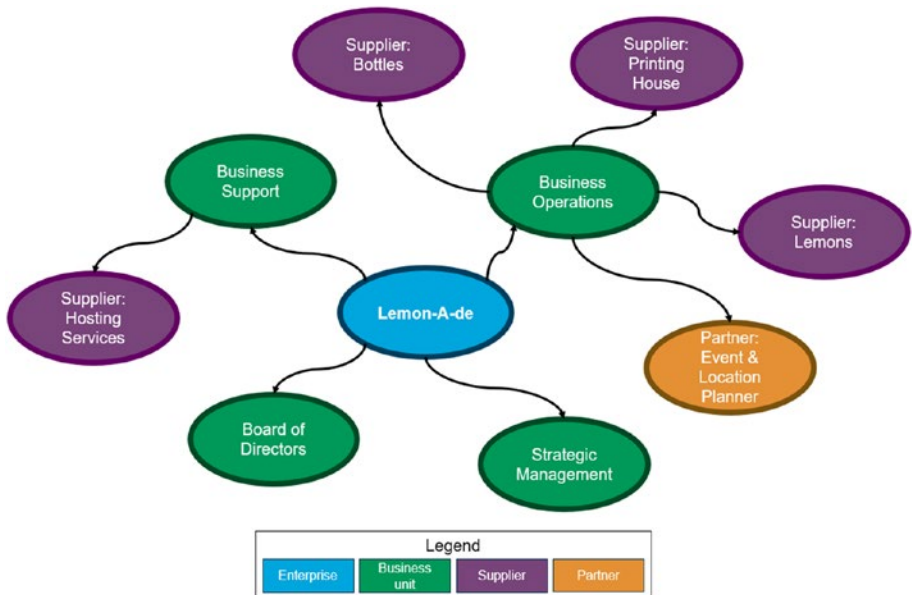 Supplier:
Bottles
Supplier:
Printing
House
Business
Support
Business
Operations
Supplier:
Lemons
Supplier:
Hosting
Services
Lemon-A-de
Partner:
Event &
Location
Planner
Board of
Directors
Strategic
Management
Legend
Enterprise
Business
unit
Supplier
Partner